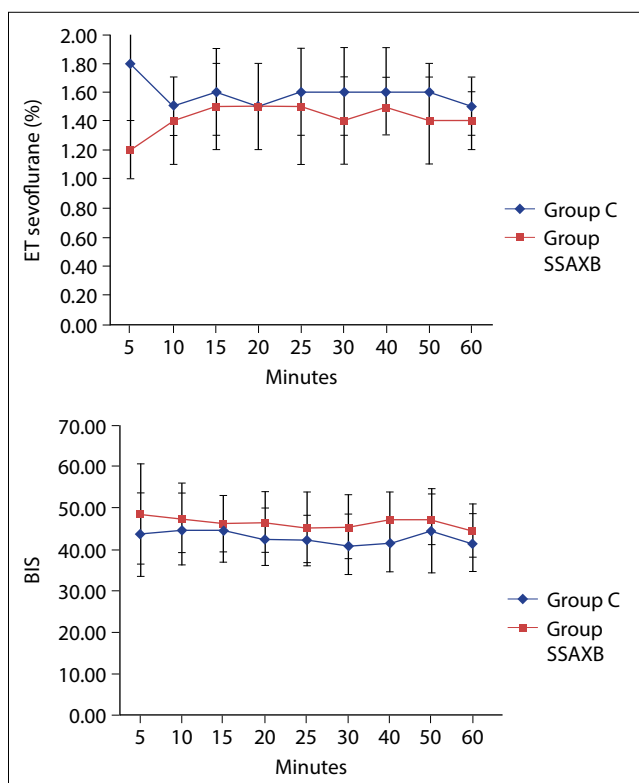 2.00
1.80
1.60
1.40
1.20
1.00
0.80
0.60
0.40
0.20
0.00
ET sevoflurane (%)
5 10 15 20 25 30 40 50 60
Minutes
Group C
Group
SSAXB
70.00
60.00
50.00
40.00
30.00
20.00
10.00
0.00
BIS
5 10 15 20 25 30 40 50 60
Minutes
Group C
Group
SSAXB